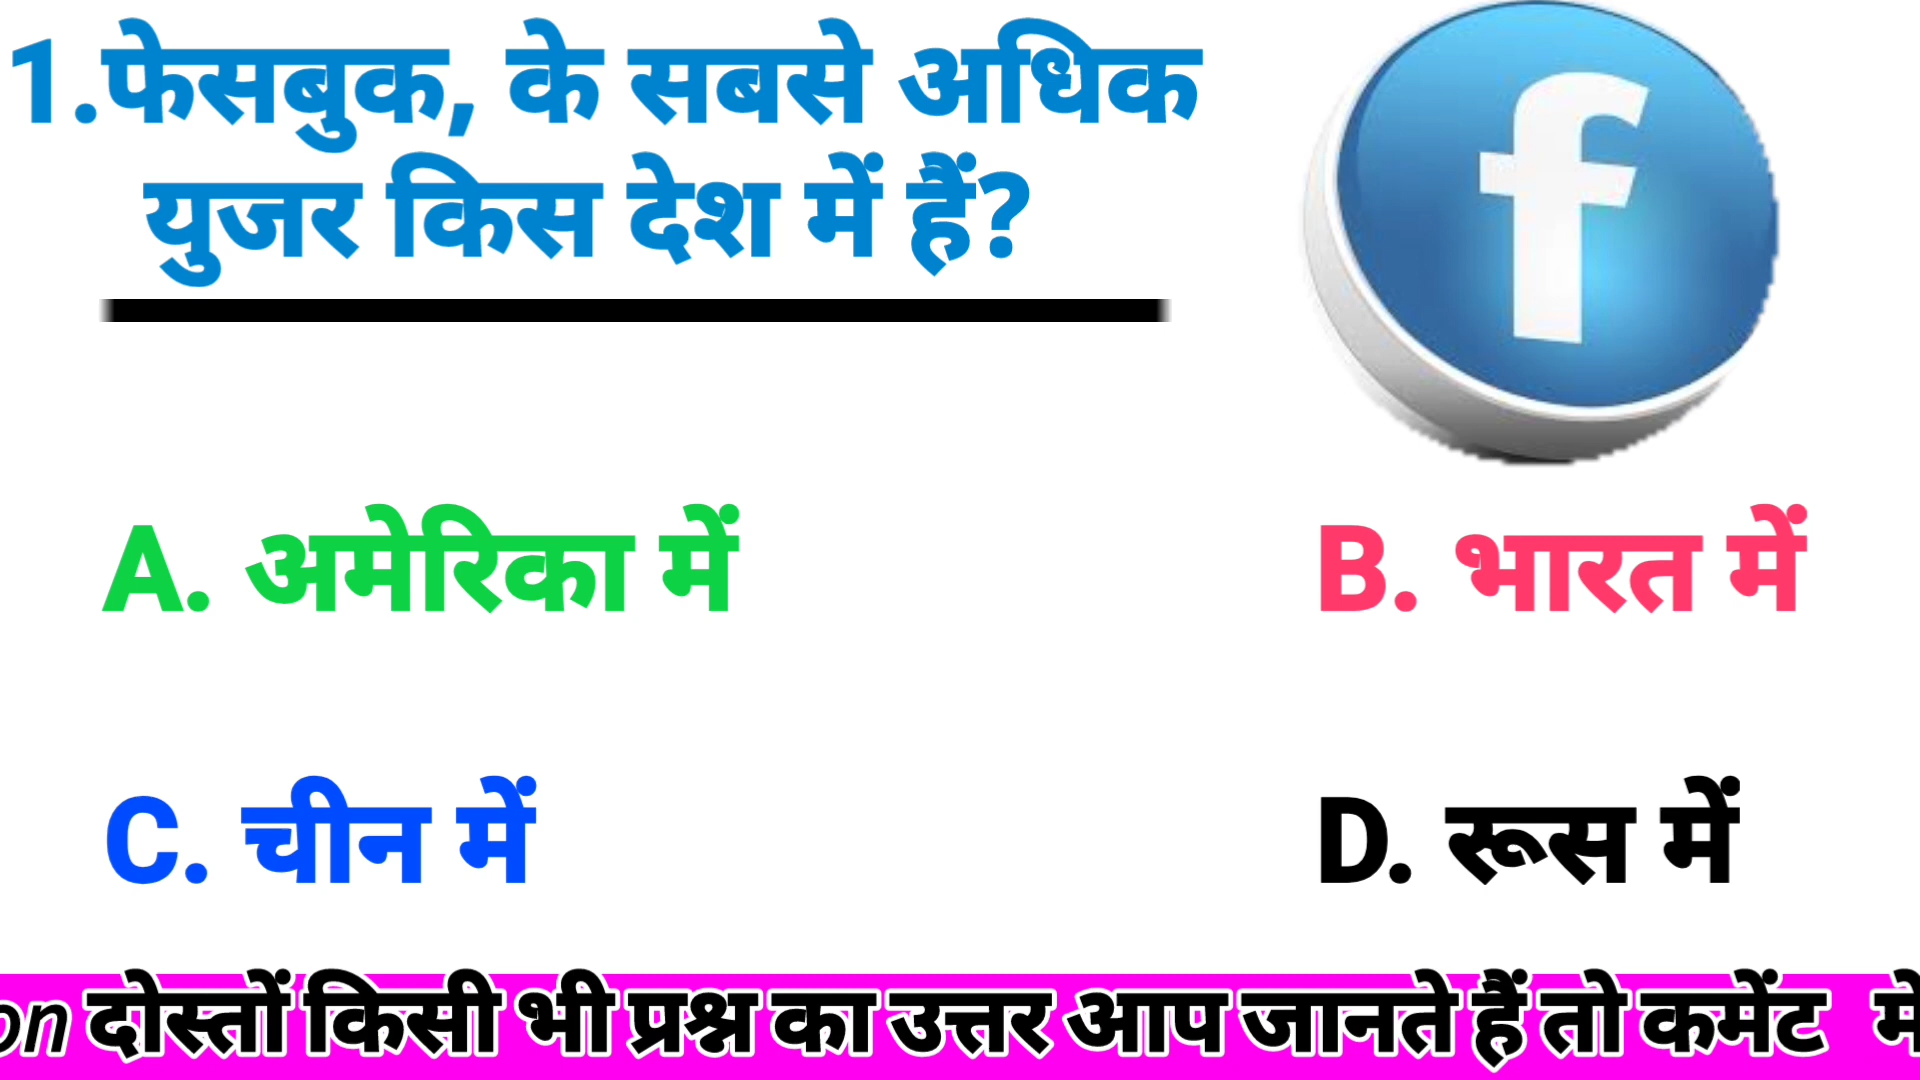 1.फेसबुक, के सबसे अधिक
युजर किस देश में हैं?
A. अमेरिका में
B. भारत में
C. चीन में
D. रूस में
दोस्तों किसी भी प्रश्न का उत्तर आप जानते हैं तो कमेंट